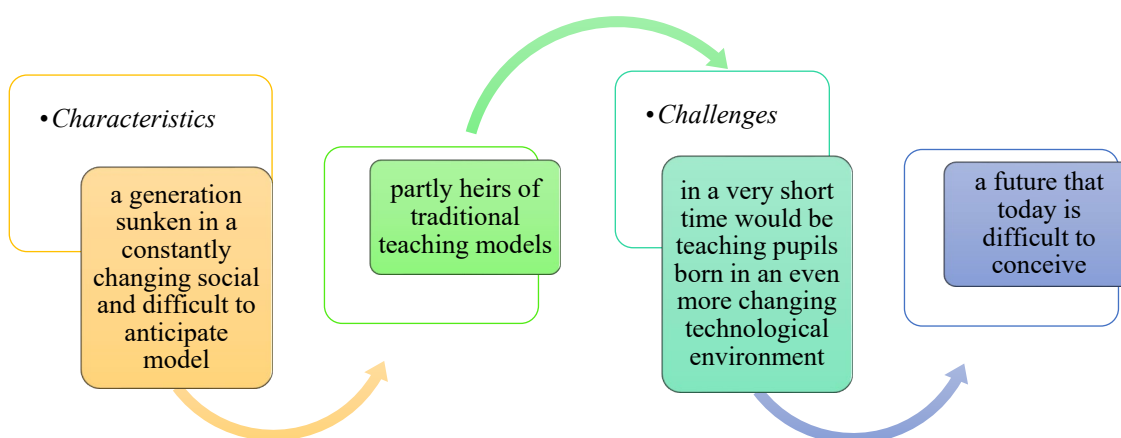 • Characteristics
a generation
sunken in a
constantly
changing social
and difficult to
anticipate
model
partly heirs of
traditional
teaching models
• Challenges
in a very short
time would be
teaching pupils
born in an even
more changing
technological
environment
a future that
today is
difficult to
conceive